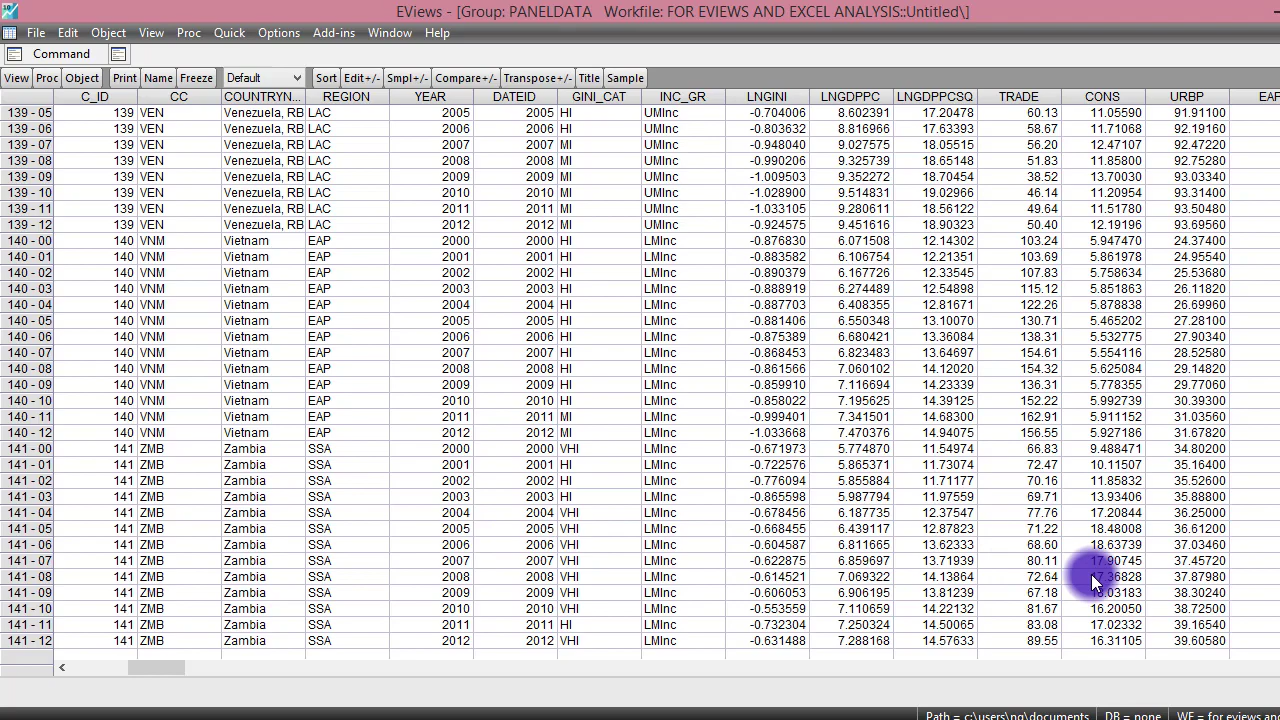 EViews - [Group: PANELDATA Workfile: FOR EVIEWS AND EXCEL ANALYSIS::Untitled\]
File Edit Object View Proc Quick Options Add-ins Window Help
Command
View Proc Object Print Name Freeze Default Sort Edit+/- Smpl+/- Compare+/- Transpose+/- Title Sample
C_ID CC COUNTRYN... REGION YEAR DATEID GINI_CAT INC_GR LNGINI LNGDPPC LNGDPPCSQ TRADE CONS URBP EAP
139 - 05 139 VEN Venezuela, RB LAC 2005 2005 HI UMInc -0.704006 8.602391 17.20478 60.13 11.05590 91.91100
139 - 06 139 VEN Venezuela, RB LAC 2006 2006 HI UMInc -0.803632 8.816966 17.63393 58.67 11.71068 92.19160
139 - 07 139 VEN Venezuela, RB LAC 2007 2007 MI UMInc -0.948040 9.027575 18.05515 56.20 12.47107 92.47220
139 - 08 139 VEN Venezuela, RB LAC 2008 2008 MI UMInc -0.990206 9.325739 18.65148 51.83 11.85800 92.75280
139 - 09 139 VEN Venezuela, RB LAC 2009 2009 MI UMInc -1.009503 9.352272 18.70454 38.52 13.70030 93.03340
139 - 10 139 VEN Venezuela, RB LAC 2010 2010 MI UMInc -1.028900 9.514831 19.02966 46.14 11.20954 93.31400
139 - 11 139 VEN Venezuela, RB LAC 2011 2011 MI UMInc -1.033105 9.280611 18.56122 49.64 11.51780 93.50480
139 - 12 139 VEN Venezuela, RB LAC 2012 2012 MI UMInc -0.924575 9.451616 18.90323 50.40 12.19196 93.69560
140 - 00 140 VNM Vietnam EAP 2000 2000 HI LMInc -0.876830 6.071508 12.14302 103.24 5.947470 24.37400
140 - 01 140 VNM Vietnam EAP 2001 2001 HI LMInc -0.883582 6.106754 12.21351 103.69 5.861978 24.95540
140 - 02 140 VNM Vietnam EAP 2002 2002 HI LMInc -0.890379 6.167726 12.33545 107.83 5.758634 25.53680
140 - 03 140 VNM Vietnam EAP 2003 2003 HI LMInc -0.888919 6.274489 12.54898 115.12 5.851863 26.11820
140 - 04 140 VNM Vietnam EAP 2004 2004 HI LMInc -0.887703 6.408355 12.81671 122.26 5.878838 26.69960
140 - 05 140 VNM Vietnam EAP 2005 2005 HI LMInc -0.881406 6.550348 13.10070 130.71 5.465202 27.28100
140 - 06 140 VNM Vietnam EAP 2006 2006 HI LMInc -0.875389 6.680421 13.36084 138.31 5.532775 27.90340
140 - 07 140 VNM Vietnam EAP 2007 2007 HI LMInc -0.868453 6.823483 13.64697 154.61 5.554116 28.52580
140 - 08 140 VNM Vietnam EAP 2008 2008 HI LMInc -0.861566 7.060102 14.12020 154.32 5.625084 29.14820
140 - 09 140 VNM Vietnam EAP 2009 2009 HI LMInc -0.859910 7.116694 14.23339 136.31 5.778355 29.77060
140 - 10 140 VNM Vietnam EAP 2010 2010 HI LMInc -0.858022 7.195625 14.39125 152.22 5.992739 30.39300
140 - 11 140 VNM Vietnam EAP 2011 2011 MI LMInc -0.999401 7.341501 14.68300 162.91 5.911152 31.03560
140 - 12 140 VNM Vietnam EAP 2012 2012 MI LMInc -1.033668 7.470376 14.94075 156.55 5.927186 31.67820
141 - 00 141 ZMB Zambia SSA 2000 2000 VHI LMInc -0.671973 5.774870 11.54974 66.83 9.488471 34.80200
141 - 01 141 ZMB Zambia SSA 2001 2001 HI LMInc -0.722576 5.865371 11.73074 72.47 10.11507 35.16400
141 - 02 141 ZMB Zambia SSA 2002 2002 HI LMInc -0.776094 5.855884 11.71177 70.16 11.85832 35.52600
141 - 03 141 ZMB Zambia SSA 2003 2003 HI LMInc -0.865598 5.987794 11.97559 69.71 13.93406 35.88800
141 - 04 141 ZMB Zambia SSA 2004 2004 VHI LMInc -0.678456 6.187735 12.37547 77.76 17.20844 36.25000
141 - 05 141 ZMB Zambia SSA 2005 2005 VHI LMInc -0.668455 6.439117 12.87823 71.22 18.48008 36.61200
141 - 06 141 ZMB Zambia SSA 2006 2006 VHI LMInc -0.604587 6.811665 13.62333 68.60 18.63739 37.03460
141 - 07 141 ZMB Zambia SSA 2007 2007 VHI LMInc -0.622875 6.859697 13.71939 80.11 17.90745 37.45720
141 - 08 141 ZMB Zambia SSA 2008 2008 VHI LMInc -0.614521 7.069322 14.13864 72.64 37.87980
141 - 09 141 ZMB Zambia SSA 2009 2009 VHI LMInc -0.606053 6.906195 13.81239 67.18 38.30240
141 - 10 141 ZMB Zambia SSA 2010 2010 VHI LMInc -0.553559 7.110650 14.22132 81.67 16.20050 38.72500
141 - 11 141 ZMB Zambia SSA 2011 2011 HI LMInc -0.732304 7.250324 14.50065 83.08 17.02332 39.16540
141 - 12 141 ZMB Zambia SSA 2012 2012 VHI LMInc -0.631488 7.288168 14.57633 89.55 16.31105 39.60580
Path = c:\users\ng\documents DB = none WF = for eviews and